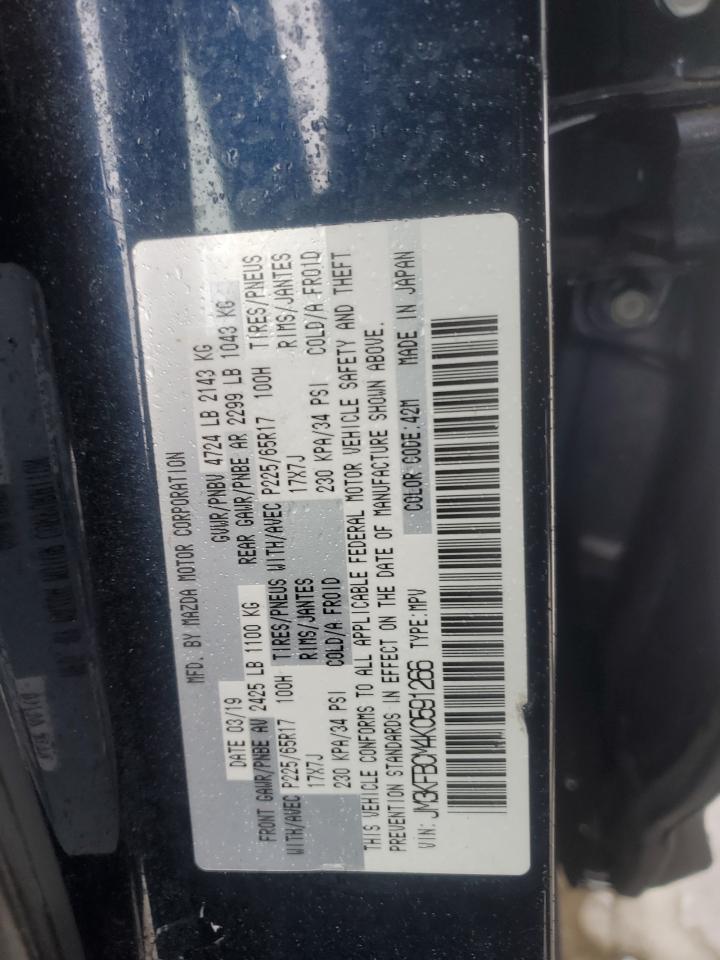 MFD. BY MAZDA MOTOR CORPORATION
DATE 03/19 GVWR/PNBV 4724 LB 2143 KG
FRONT GAWR/PNBE AV 2425 LB 1100 KG REAR GAWR/PNBE AR 2299 LB 1043 KG
WITH/AVEC P225/65R17 100H TIRES/PNEUS WITH/AVEC P225/65R17 100H TIRES/PNEUS
17X7J RIMS/JANTES 17X7J RIMS/JANTES
230 KPA/34 PSI COLD/A FROID 230 KPA/34 PSI COLD/A FROID
THIS VEHICLE CONFORMS TO ALL APPLICABLE FEDERAL MOTOR VEHICLE SAFETY AND THEFT
PREVENTION STANDARDS IN EFFECT ON THE DATE OF MANUFACTURE SHOWN ABOVE.
COLOR CODE:42M MADE IN JAPAN
VIN:JM3KFBCM4K0591266 TYPE:MPV